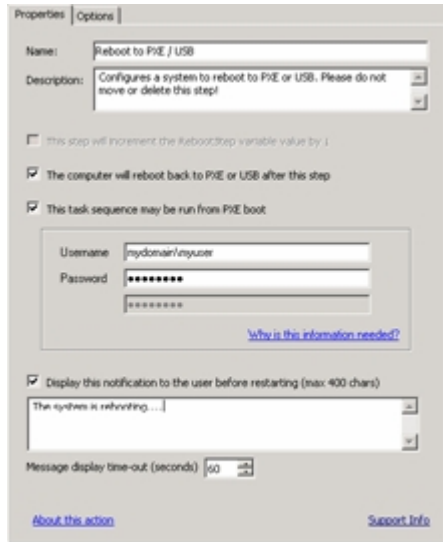 Properties Options
Name: Reboot to PXE / USB
Description: Configures a system to reboot to PXE or USB. Please do not
move or delete this step!
This step will increment the RebootStep variable value by 1
The computer will reboot back to PXE or USB after this step
This task sequence may be run from PXE boot
Username mydomain\myuser
Password ●●●●●●●●
********
Why is this information needed?
Display this notification to the user before restarting (max 400 chars)
The system is rebooting....
Message display time-out (seconds) 60
About this action Support Info